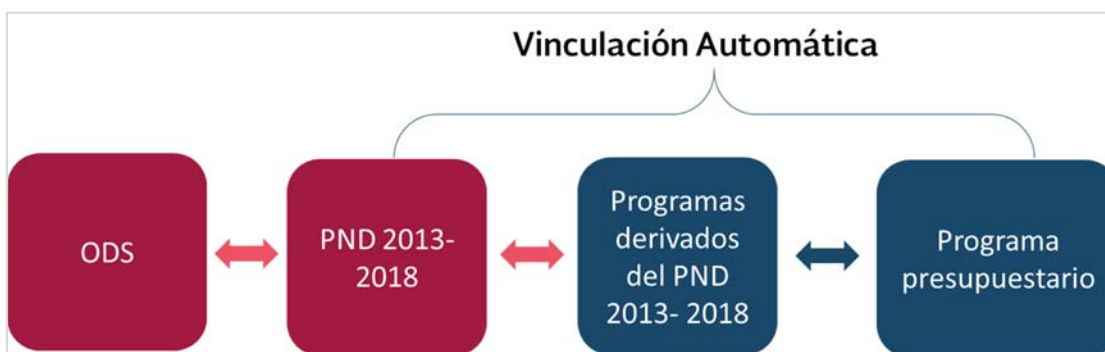 Vinculación Automática
ODS
PND 2013-
2018
Programas
derivados
del PND
2013- 2018
Programa
presupuestario